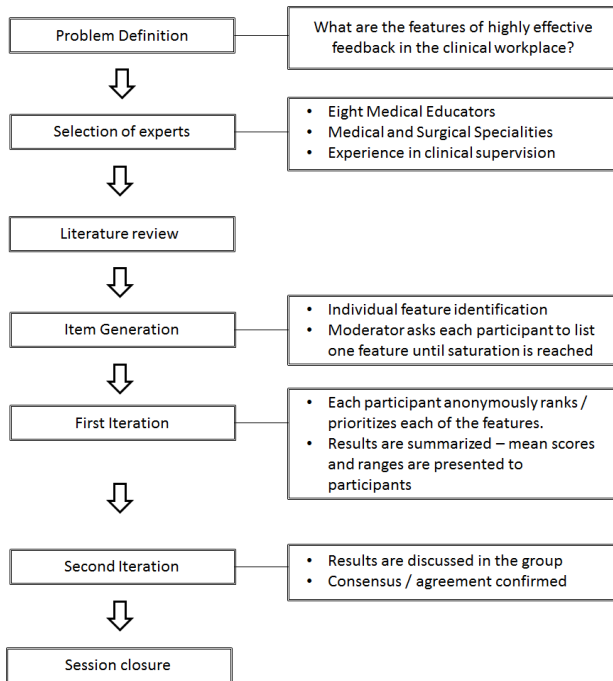 Problem Definition
What are the features of highly effective
feedback in the clinical workplace?
Selection of experts
• Eight Medical Educators
• Medical and Surgical Specialities
• Experience in clinical supervision
Literature review
Item Generation
• Individual feature identification
• Moderator asks each participant to list
one feature until saturation is reached
First Iteration
• Each participant anonymously ranks /
prioritizes each of the features.
• Results are summarized – mean scores
and ranges are presented to
participants
Second Iteration
• Results are discussed in the group
• Consensus / agreement confirmed
Session closure